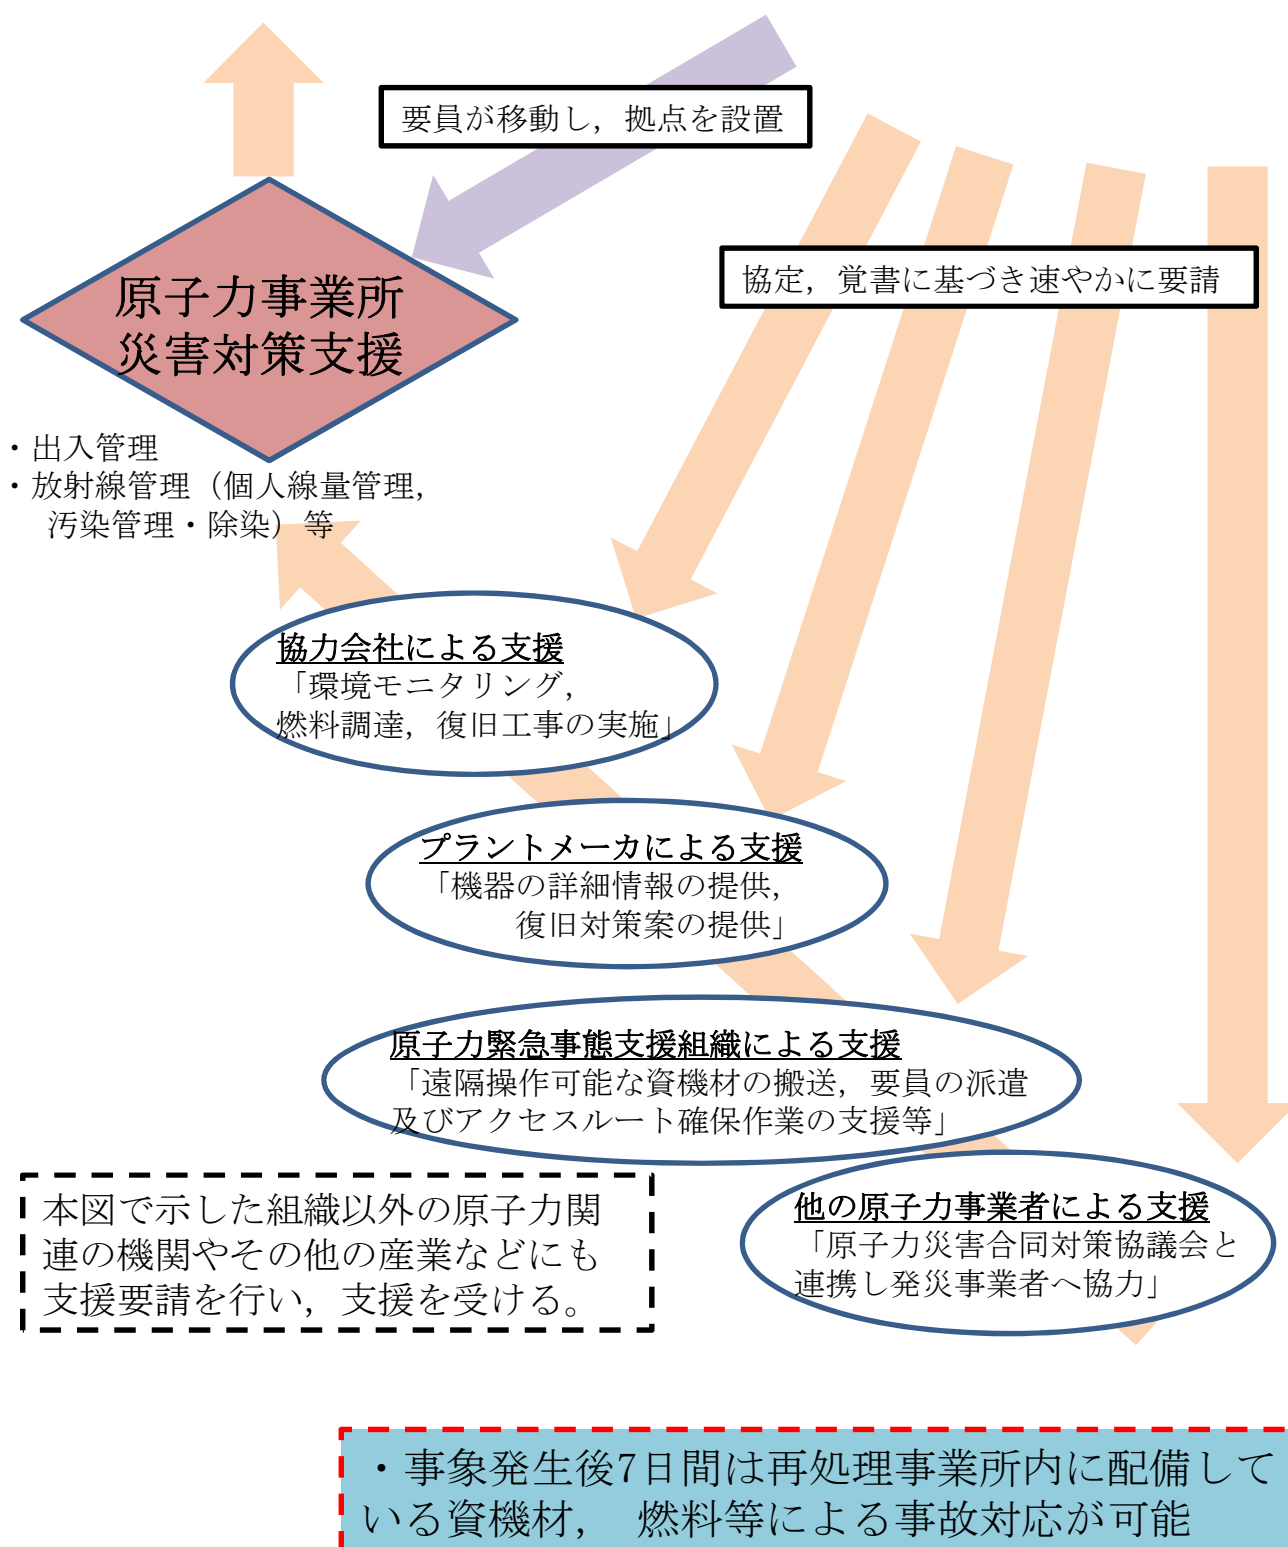 要員が移動し，拠点を設置
協定，覚書に基づき速やかに要請
原子力事業所
災害対策支援
・出入管理
・放射線管理（個人線量管理，
汚染管理・除染）等
協力会社による支援
「環境モニタリング，
燃料調達，復旧工事の実施」
プラントメーカによる支援
「機器の詳細情報の提供，
復旧対策案の提供」
原子力緊急事態支援組織による支援
「遠隔操作可能な資機材の搬送，要員の派遣
及びアクセスルート確保作業の支援等」
他の原子力事業者による支援
「原子力災害合同対策協議会と
連携し発災事業者へ協力」
本図で示した組織以外の原子力関
連の機関やその他の産業などにも
支援要請を行い，支援を受ける。
・事象発生後7日間は再処理事業所内に配備して
いる資機材，　燃料等による事故対応が可能